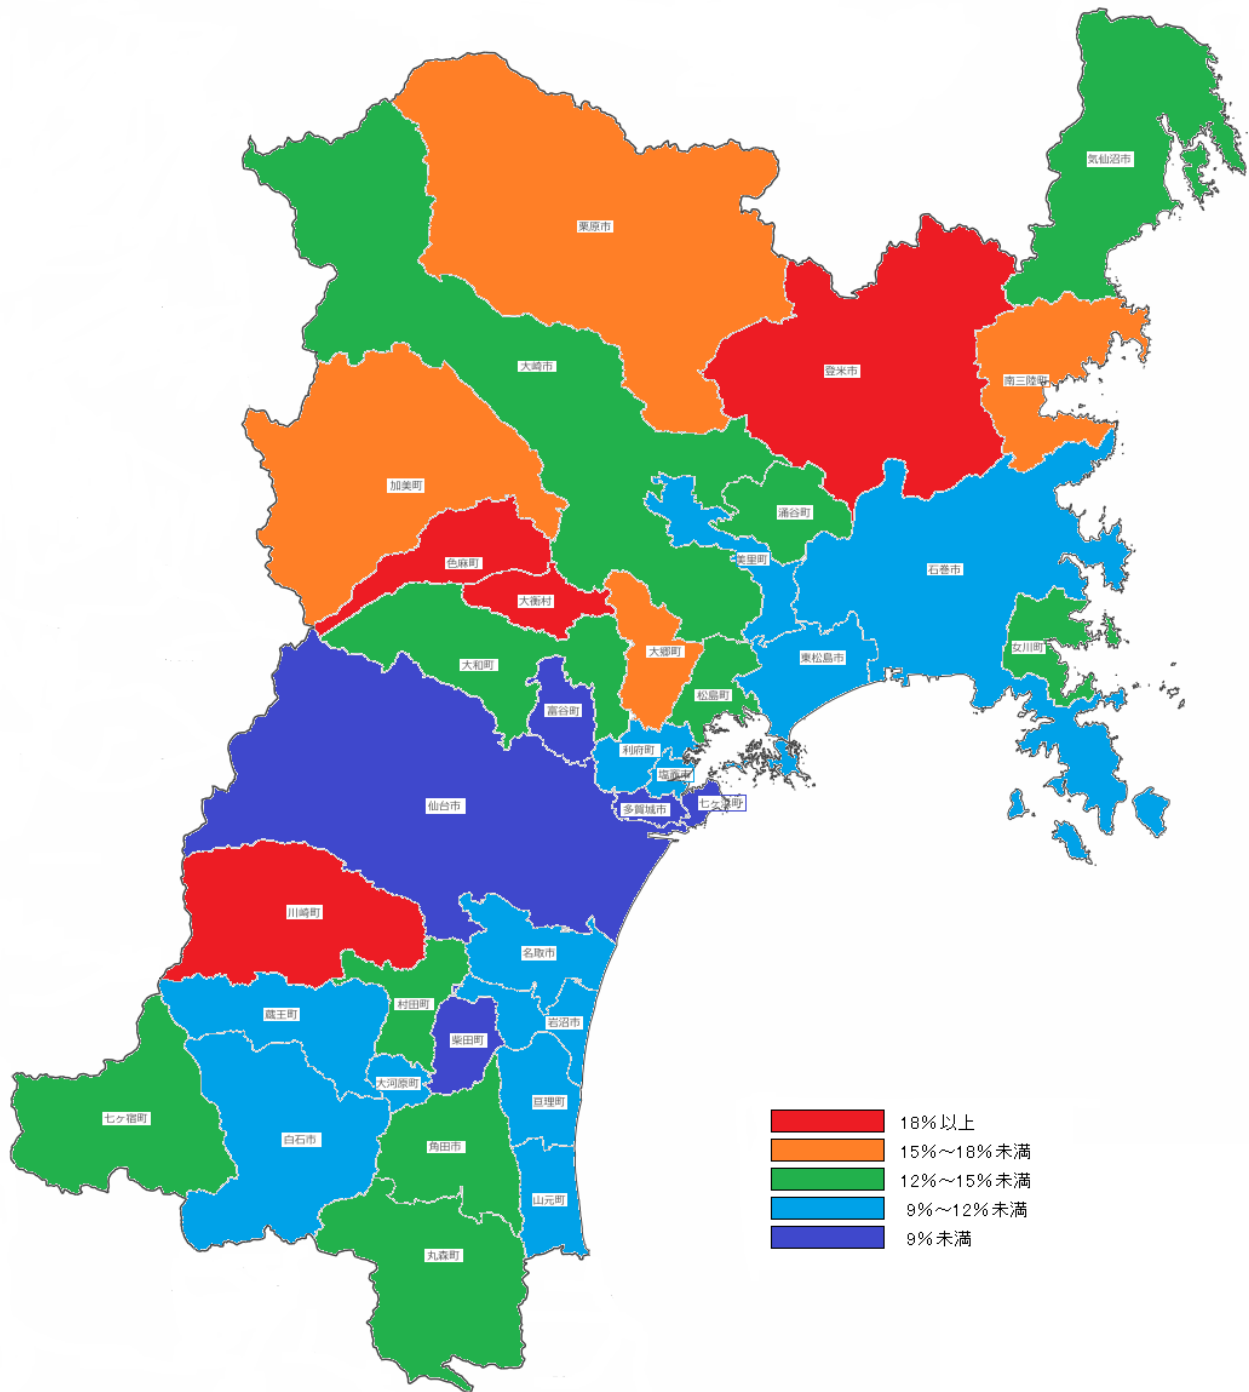 気仙沼市
栗原市
大崎市
登米市
南三陸町
加美町
涌谷町
色麻町
美里町
石巻市
大衡村
大和町
大郷町
東松島市
女川町
松島町
富谷町
利府町
塩竈市
仙台市
多賀城市
七ヶ浜町
川崎町
名取市
村田町
蔵王町
岩沼市
柴田町
大河原町
亘理町
七ヶ宿町
白石市
角田市
山元町
丸森町
18%以上
15%～18%未満
12%～15%未満
9%～12%未満
9%未満